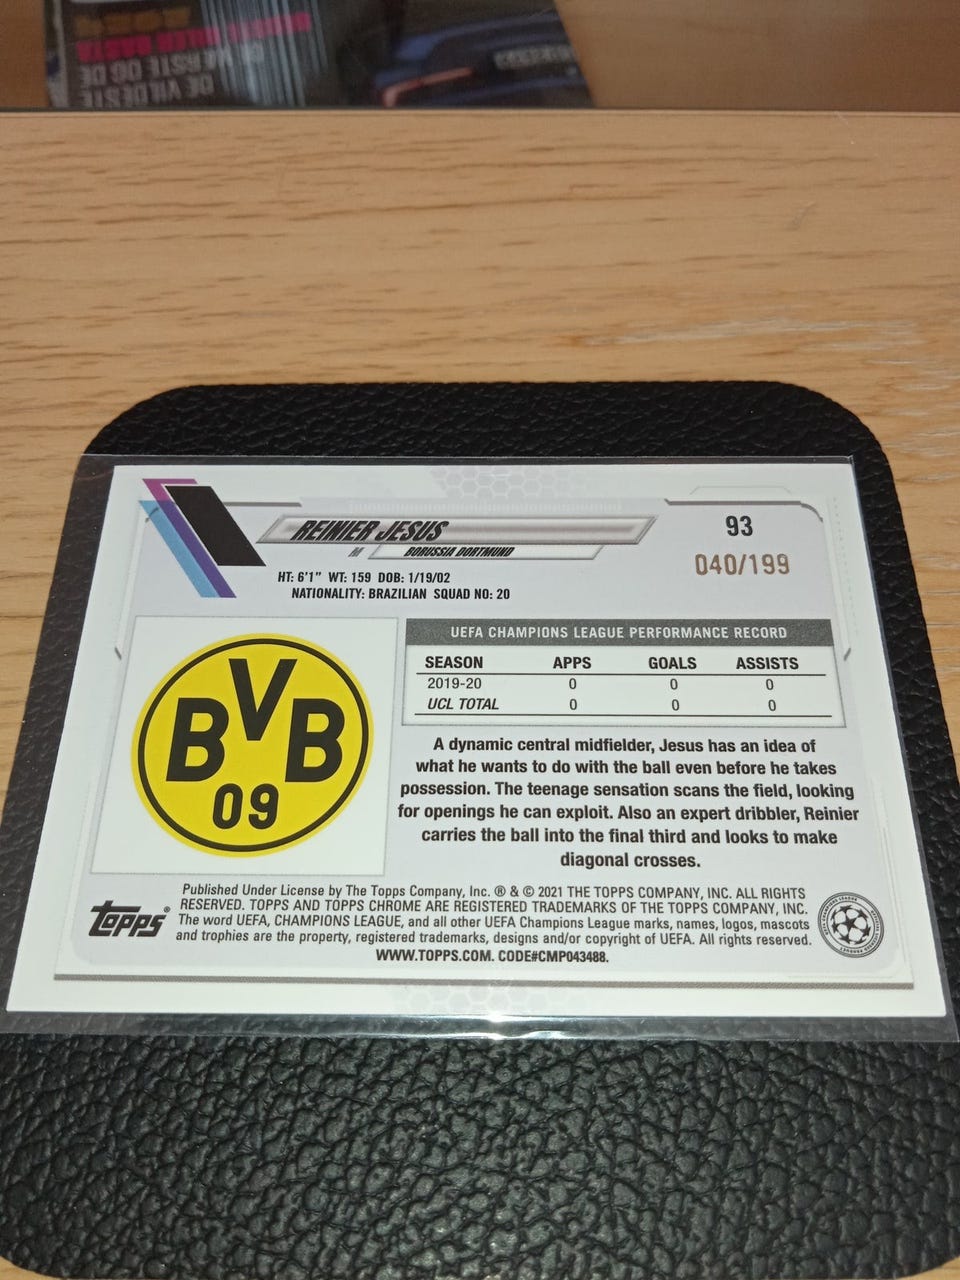 DE VILDESTE
DE VÆRSTE OG DE
REINIER JESUS
M
BORUSSIA DORTMUND
93
040/199
HT: 6'1" WT: 159 DOB: 1/19/02
NATIONALITY: BRAZILIAN SQUAD NO: 20
BVB
09
UEFA CHAMPIONS LEAGUE PERFORMANCE RECORD
SEASON APPS GOALS ASSISTS
2019-20 0 0 0
UCL TOTAL 0 0 0
A dynamic central midfielder, Jesus has an idea of
what he wants to do with the ball even before he takes
possession. The teenage sensation scans the field, looking
for openings he can exploit. Also an expert dribbler, Reinier
carries the ball into the final third and looks to make
diagonal crosses.
topps®
Published Under License by The Topps Company, Inc. ® & © 2021 THE TOPPS COMPANY, INC. ALL RIGHTS
RESERVED. TOPPS AND TOPPS CHROME ARE REGISTERED TRADEMARKS OF THE TOPPS COMPANY, INC.
The word UEFA, CHAMPIONS LEAGUE, and all other UEFA Champions League marks, names, logos, mascots
and trophies are the property, registered trademarks, designs and/or copyright of UEFA. All rights reserved.
WWW.TOPPS.COM. CODE#CMP043488.